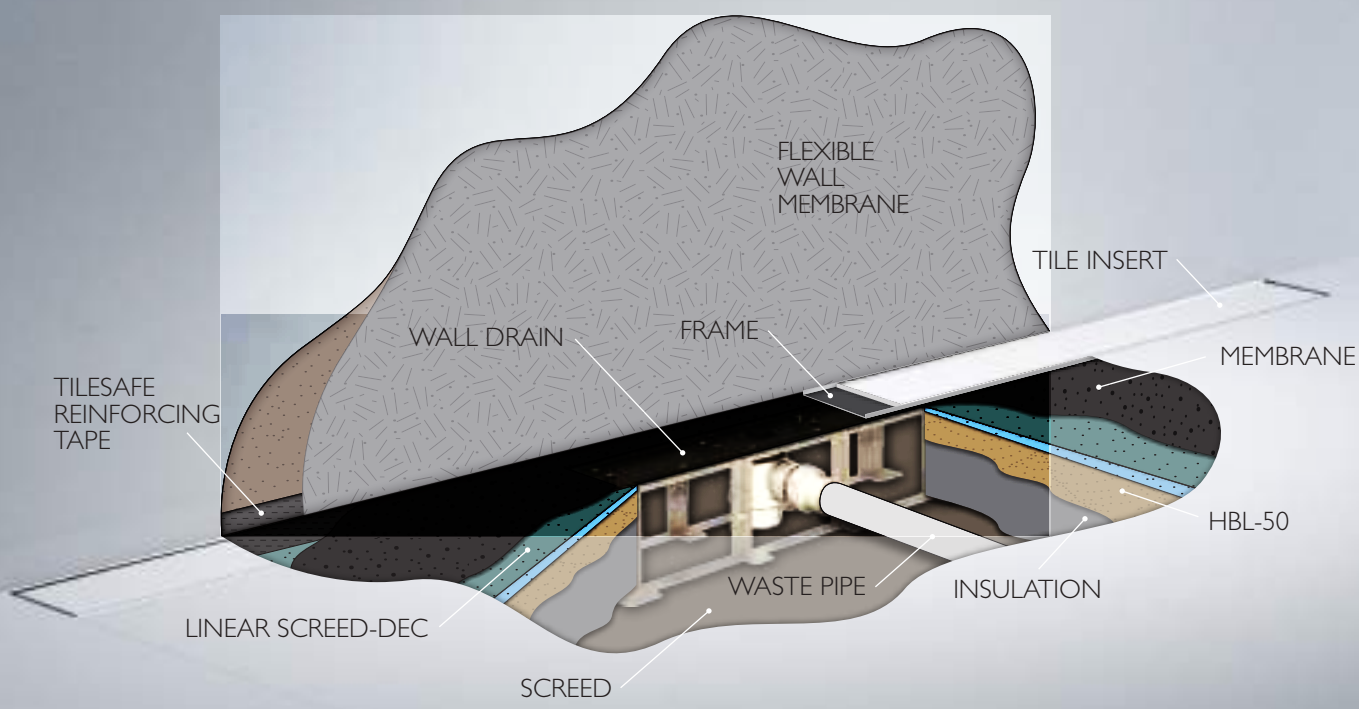 FLEXIBLE
WALL
MEMBRANE
TILE INSERT
WALL DRAIN
FRAME
MEMBRANE
TILESAFE
REINFORCING
TAPE
HBL-50
WASTE PIPE
INSULATION
LINEAR SCREED-DEC
SCREED